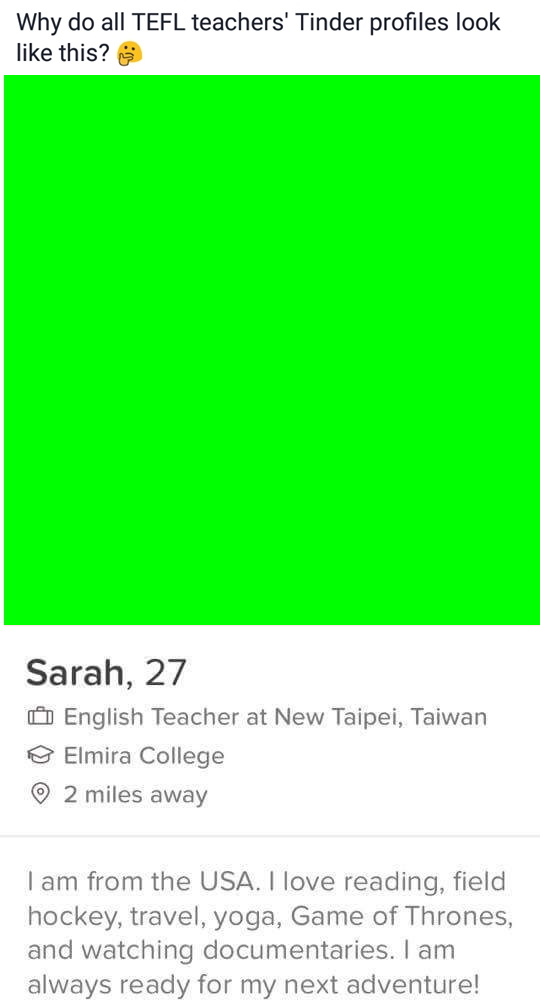 Why do all TEFL teachers' Tinder profiles look
like this? 🤔
Sarah, 27
English Teacher at New Taipei, Taiwan
Elmira College
2 miles away
I am from the USA. I love reading, field
hockey, travel, yoga, Game of Thrones,
and watching documentaries. I am
always ready for my next adventure!